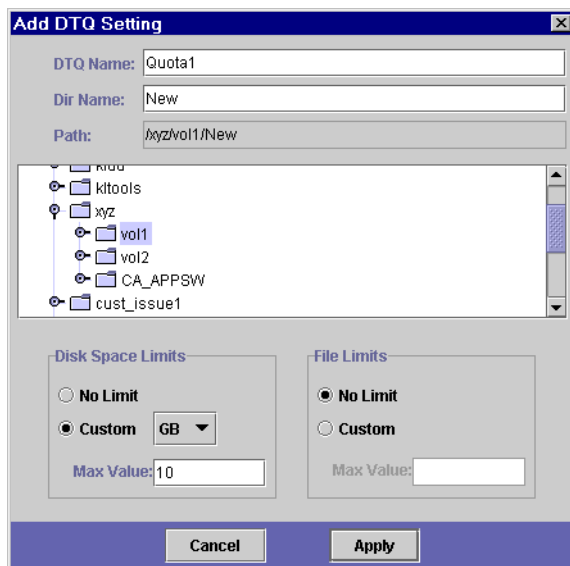 Add DTQ Setting
DTQ Name: Quota1
Dir Name: New
Path: /xyz/vol1/New
kltools
xyz
vol1
vol2
CA_APPSW
cust_issue1
Disk Space Limits
No Limit
Custom GB
Max Value: 10
File Limits
No Limit
Custom
Max Value:
Cancel Apply